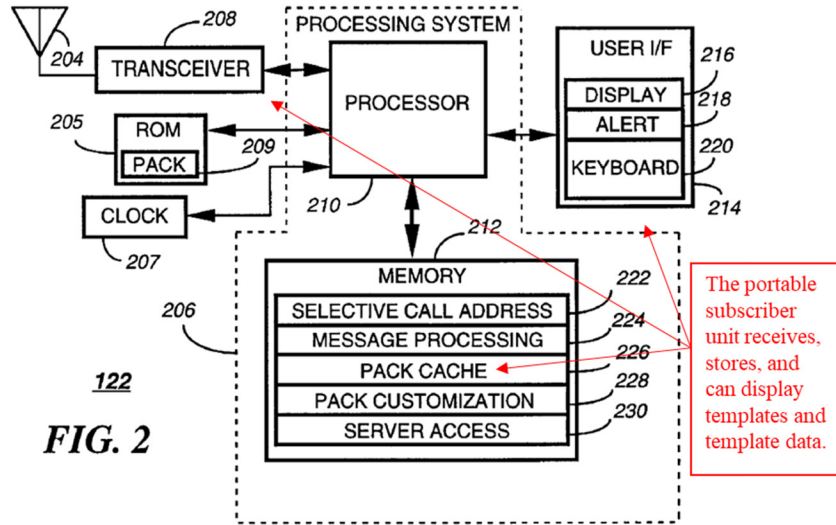 PROCESSING SYSTEM
204
208
TRANSCEIVER
PROCESSOR
210
205
ROM
PACK
209
CLOCK
207
USER I/F
DISPLAY
216
ALERT
218
KEYBOARD
220
214
212
MEMORY
SELECTIVE CALL ADDRESS
222
MESSAGE PROCESSING
224
PACK CACHE
226
PACK CUSTOMIZATION
228
SERVER ACCESS
230
206
122
FIG. 2
The portable
subscriber
unit receives,
stores, and
can display
templates and
template data.